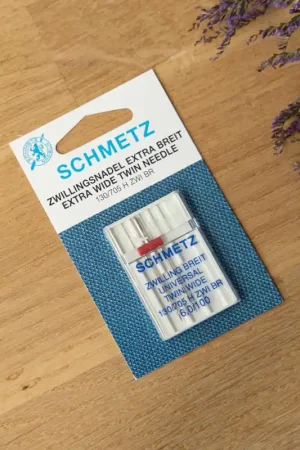 SCHMETZ
ZWILLINGSNADEL EXTRA BREIT
EXTRA WIDE TWIN NEEDLE
130/705 H ZWI BR
SCHMETZ
ZWILLING BREIT
UNIVERSAL
TWIN WIDE
130/705 H ZWI BR
6,0/100